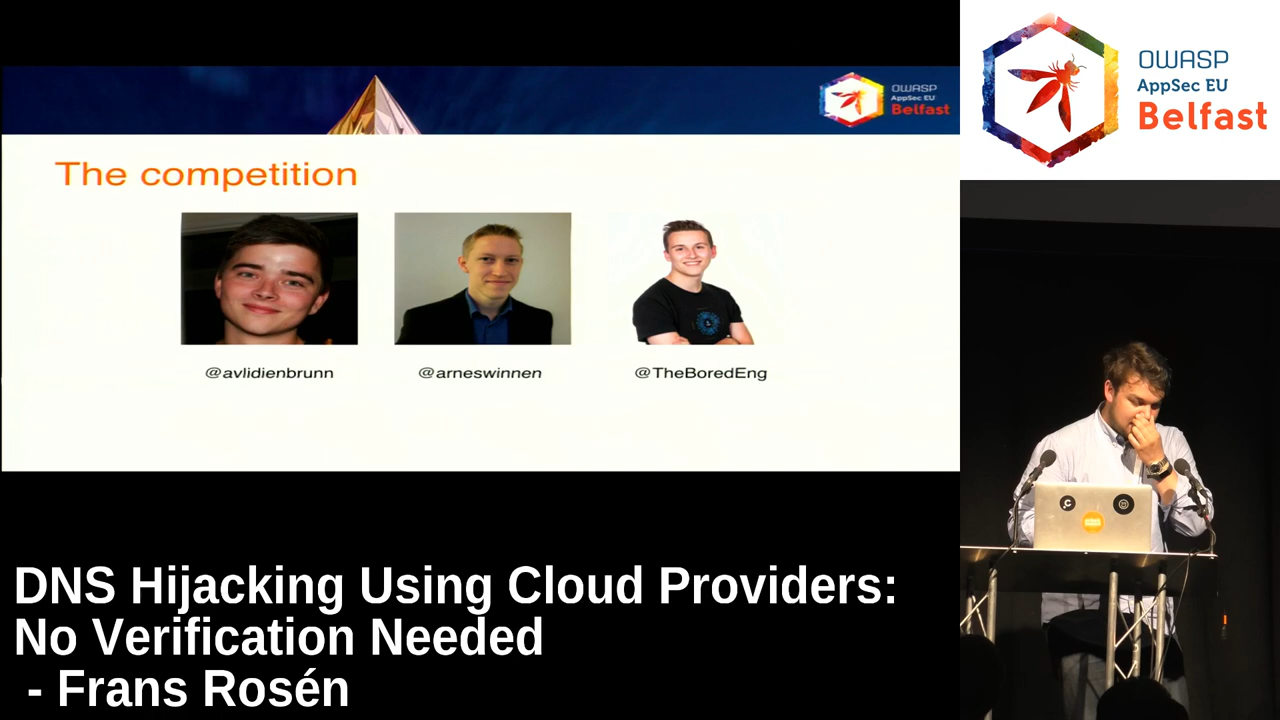 OWASP
AppSec EU
Belfast
The competition
@avlidienbrunn
@arneswinnen
@TheBoredEng
OWASP
AppSec EU
Belfast
DNS Hijacking Using Cloud Providers:
No Verification Needed
- Frans Rosén